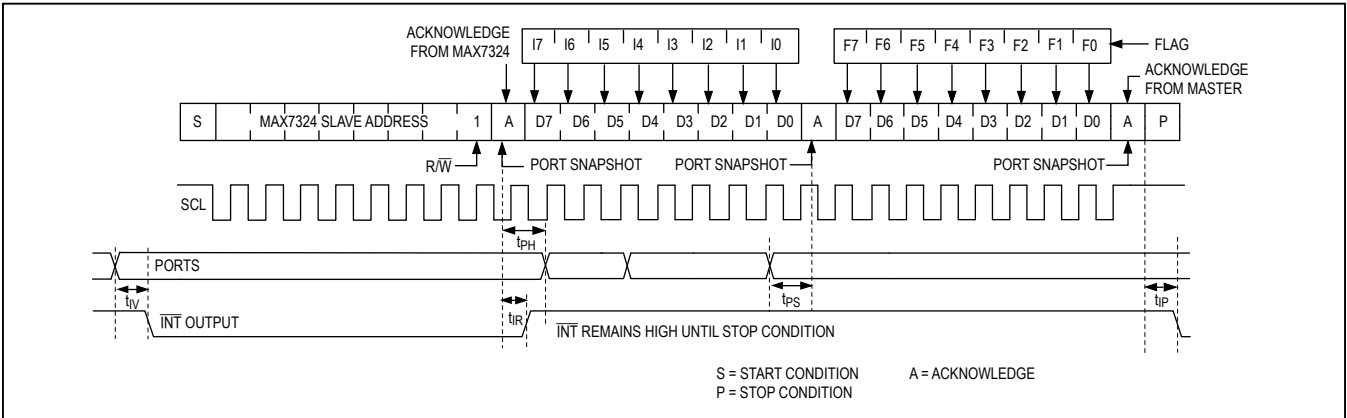 ACKNOWLEDGE
FROM MAX7324
I7 I6 I5 I4 I3 I2 I1 I0
F7 F6 F5 F4 F3 F2 F1 F0
FLAG
ACKNOWLEDGE
FROM MASTER
S MAX7324 SLAVE ADDRESS 1 A D7 D6 D5 D4 D3 D2 D1 D0 A D7 D6 D5 D4 D3 D2 D1 D0 A P
R/W̅ PORT SNAPSHOT PORT SNAPSHOT PORT SNAPSHOT
SCL
tPH
PORTS
tIV tIR tPS tIP
I̅N̅T̅ OUTPUT
I̅N̅T̅ REMAINS HIGH UNTIL STOP CONDITION
S = START CONDITION A = ACKNOWLEDGE
P = STOP CONDITION